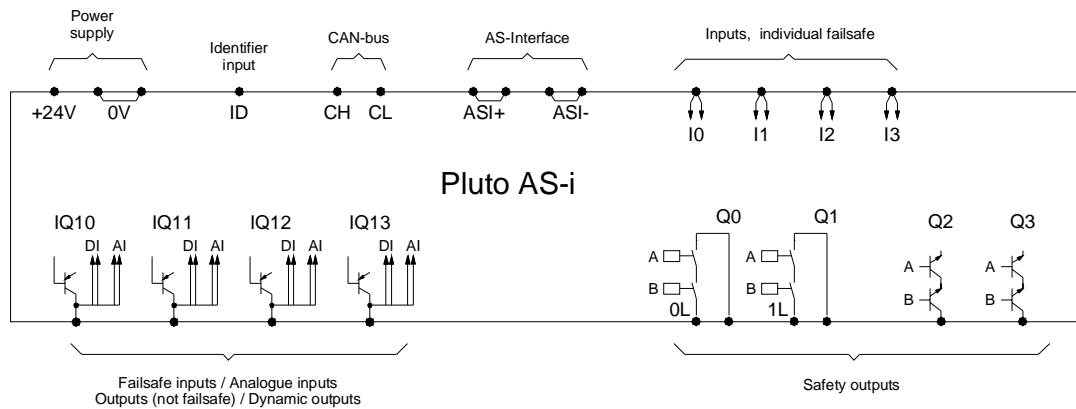 Power
supply
Identifier
input
CAN-bus
AS-Interface
Inputs,  individual failsafe
+24V 0V ID CH CL ASI+ ASI- I0 I1 I2 I3
Pluto AS-i
IQ10 IQ11 IQ12 IQ13 Q0 Q1 Q2 Q3
DI AI DI AI DI AI DI AI
A A A A
B B B B
0L 1L
Failsafe inputs / Analogue inputs
Outputs (not failsafe) / Dynamic outputs
Safety outputs